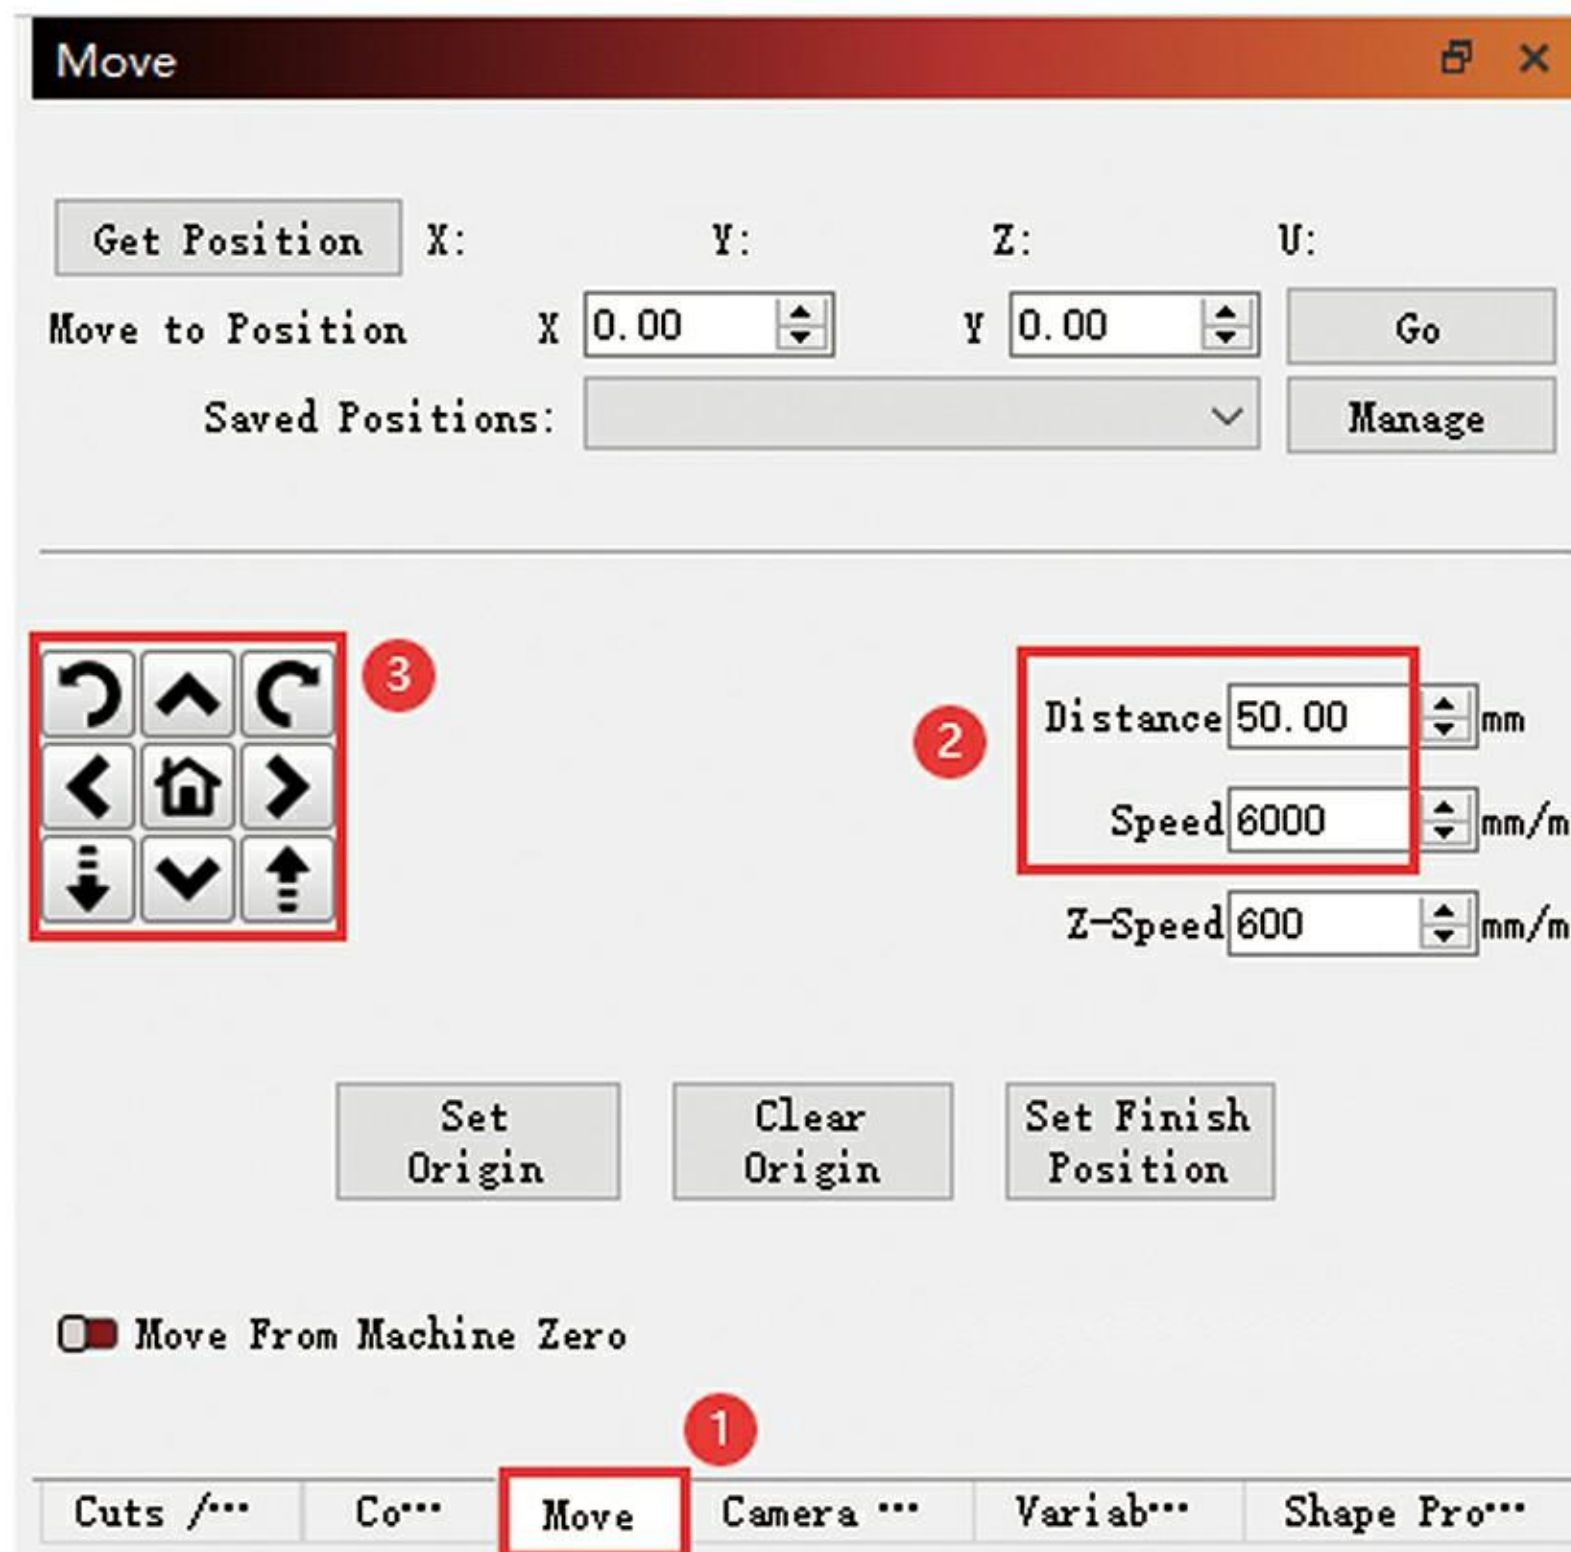 Move
Get Position X: Y: Z: U:
Move to Position X 0.00 Y 0.00 Go
Saved Positions: Manage
3
2
Distance 50.00 mm
Speed 6000 mm/m
Z-Speed 600 mm/m
Set Origin
Clear Origin
Set Finish Position
Move From Machine Zero
1
Cuts /··· Co··· Move Camera ··· Variab··· Shape Pro···